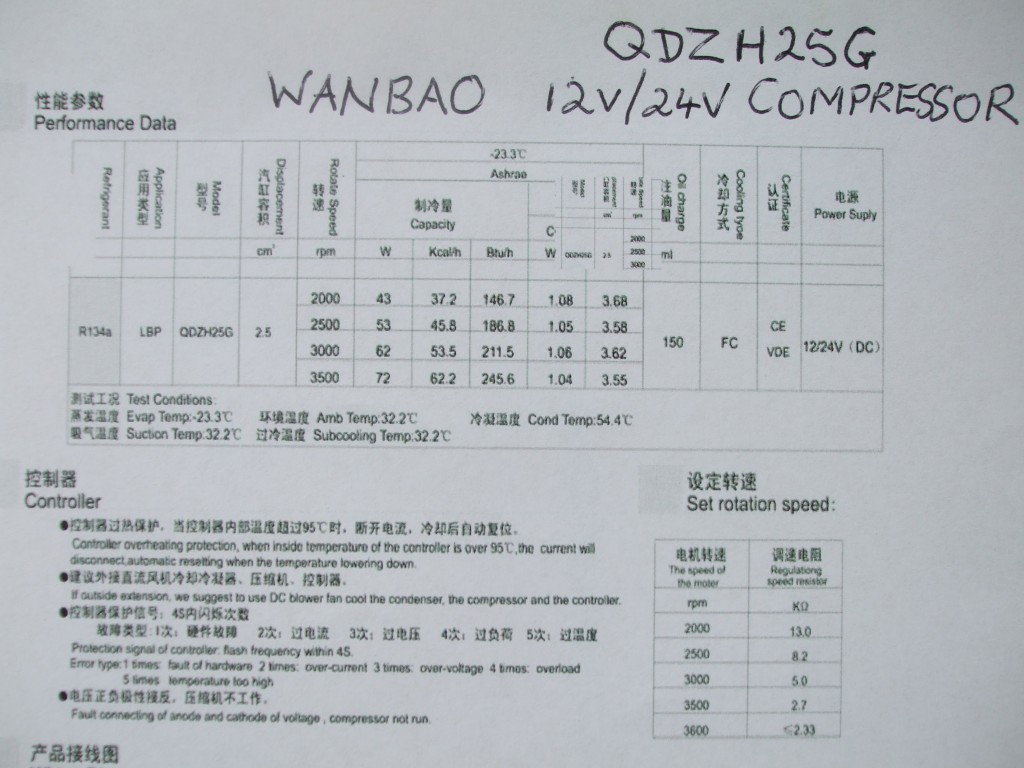 QDZH25G
WANBAO 12V/24V COMPRESSOR
性能参数
Performance Data
-23.3℃
Ashrae
Refrigerant
应用类型 Application
型号 Model
汽缸容积 Displacement
转速 Rotate Speed
制冷量
Capacity
注油量 Oil charge
冷却方式 Cooling type
认证 Certificate
电源
Power Suply
C
cm³ rpm W Kcal/h Btu/h W ml
QDZH25G 2.5 2000
2500
3000
R134a LBP QDZH25G 2.5
2000 43 37.2 146.7 1.08 3.68
2500 53 45.8 186.8 1.05 3.58
3000 62 53.5 211.5 1.06 3.62
3500 72 62.2 245.6 1.04 3.55
150 FC CE
VDE 12/24V（DC）
测试工况 Test Conditions:
蒸发温度 Evap Temp:-23.3℃ 环境温度 Amb Temp:32.2℃ 冷凝温度 Cond Temp:54.4℃
吸气温度 Suction Temp:32.2℃ 过冷温度 Subcooling Temp:32.2℃
控制器
Controller
●控制器过热保护，当控制器内部温度超过95℃时，断开电流，冷却后自动复位。
Controller overheating protection, when inside temperature of the controller is over 95℃,the current will
disconnect,automatic resetting when the temperature lowering down.
●建议外接直流风机冷却冷凝器、压缩机、控制器。
If outside extension, we suggest to use DC blower fan cool the condenser, the compressor and the controller.
●控制器保护信号：4S内闪烁次数
故障类型:1次：硬件故障 2次：过电流 3次：过电压 4次：过负荷 5次：过温度
Protection signal of controller: flash frequency within 4S.
Error type:1 times: fault of hardware 2 times: over-current 3 times: over-voltage 4 times: overload
5 times temperature too high
●电压正负极性接反，压缩机不工作。
Fault connecting of anode and cathode of voltage , compressor not run.
设定转速
Set rotation speed:
电机转速 调速电阻
The speed of Regulationg
the moter speed resistor
rpm KΩ
2000 13.0
2500 8.2
3000 5.0
3500 2.7
3600 ≤2.33
产品接线图